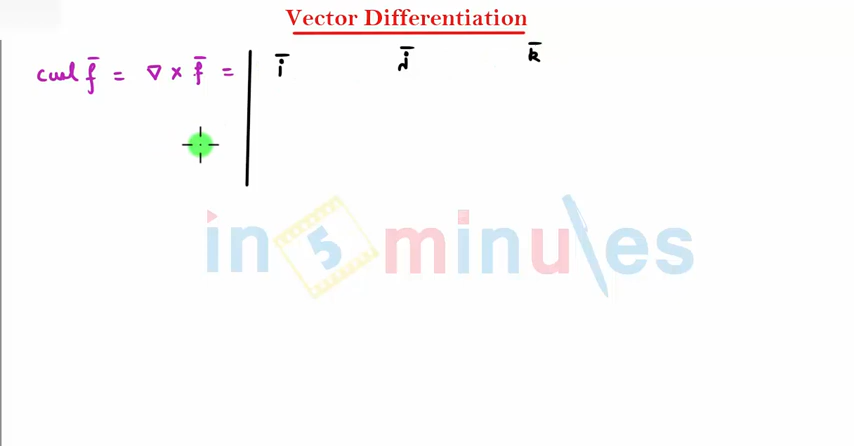 Vector Differentiation
curl f̄ = ∇ × f̄ = | ī j̄ k̄
in 5 minutes